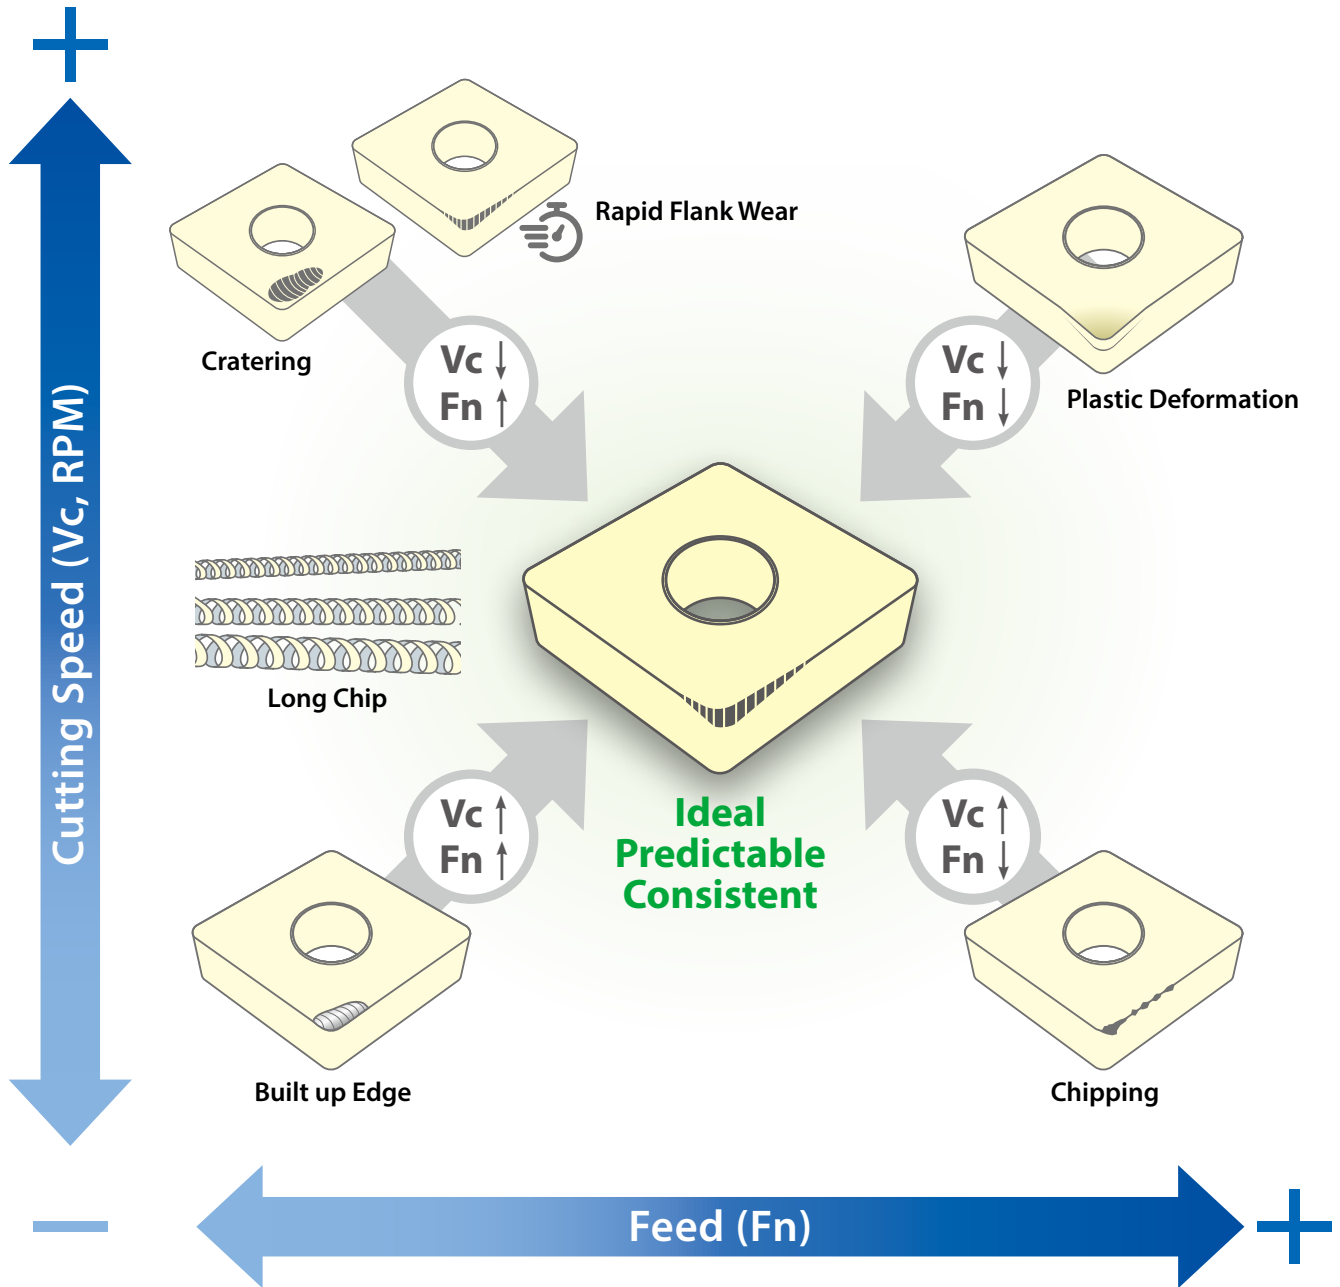 Rapid Flank Wear
Cratering
Vc ↓
Fn ↑
Vc ↓
Fn ↓
Plastic Deformation
Cutting Speed (Vc, RPM)
Long Chip
Vc ↑
Fn ↑
Ideal
Predictable
Consistent
Vc ↑
Fn ↓
Built up Edge
Chipping
Feed (Fn)